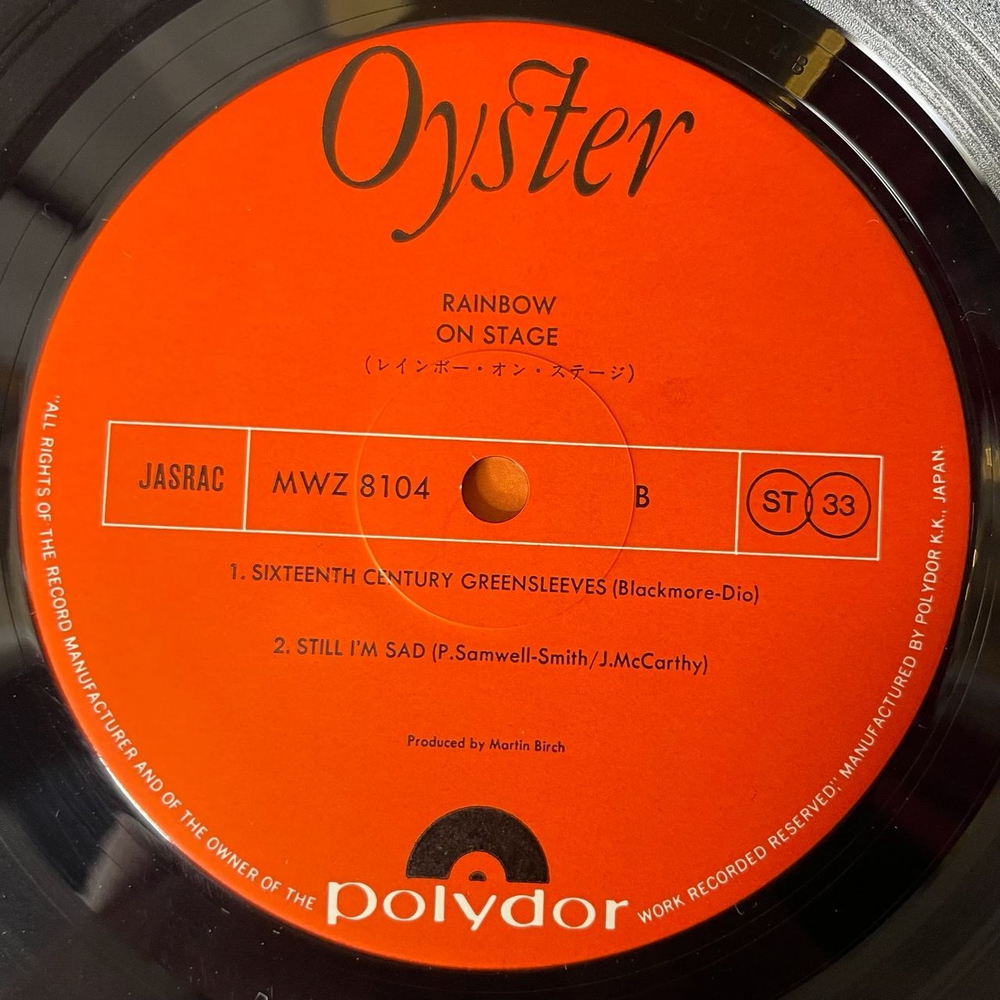 Oyster
RAINBOW
ON STAGE
(レインボー・オン・ステージ)
JASRAC MWZ 8104 B ST 33
1. SIXTEENTH CENTURY GREENSLEEVES (Blackmore-Dio)
2. STILL I'M SAD (P.Samwell-Smith/J.McCarthy)
Produced by Martin Birch
polydor
"ALL RIGHTS OF THE RECORD MANUFACTURER AND OF THE OWNER OF THE WORK RECORDED RESERVED," MANUFACTURED BY POLYDOR K.K., JAPAN.